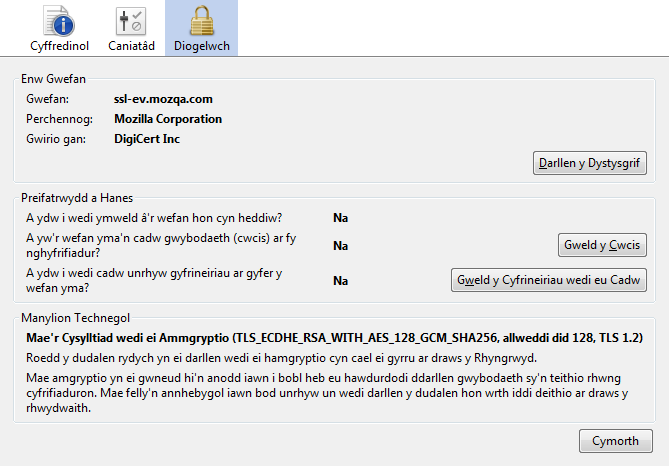 Cyffredinol
Caniatâd
Diogelwch
Enw Gwefan
Gwefan:
ssl-ev.mozqa.com
Perchennog:
Mozilla Corporation
Gwirio gan:
DigiCert Inc
Darllen y Dystysgrif
Preifatrwydd a Hanes
A ydw i wedi ymweld â'r wefan hon cyn heddiw?
Na
A yw'r wefan yma'n cadw gwybodaeth (cwcis) ar fy
nghyfrifiadur?
Na
Gweld y Cwcis
A ydw i wedi cadw unrhyw gyfrineiriau ar gyfer y
wefan yma?
Na
Gweld y Cyfrineiriau wedi eu Cadw
Manylion Technegol
Mae'r Cysylltiad wedi ei Ammgryptio (TLS_ECDHE_RSA_WITH_AES_128_GCM_SHA256, allweddi did 128, TLS 1.2)
Roedd y dudalen rydych yn ei darllen wedi ei hamgryptio cyn cael ei gyrru ar draws y Rhyngrwyd.
Mae amgryptio yn ei gwneud hi'n anodd iawn i bobl heb eu hawdurdodi ddarllen gwybodaeth sy'n teithio rhwng
cyfrifiaduron. Mae felly'n annhebygol iawn bod unrhyw un wedi darllen y dudalen hon wrth iddi deithio ar draws y
rhwydwaith.
Cymorth